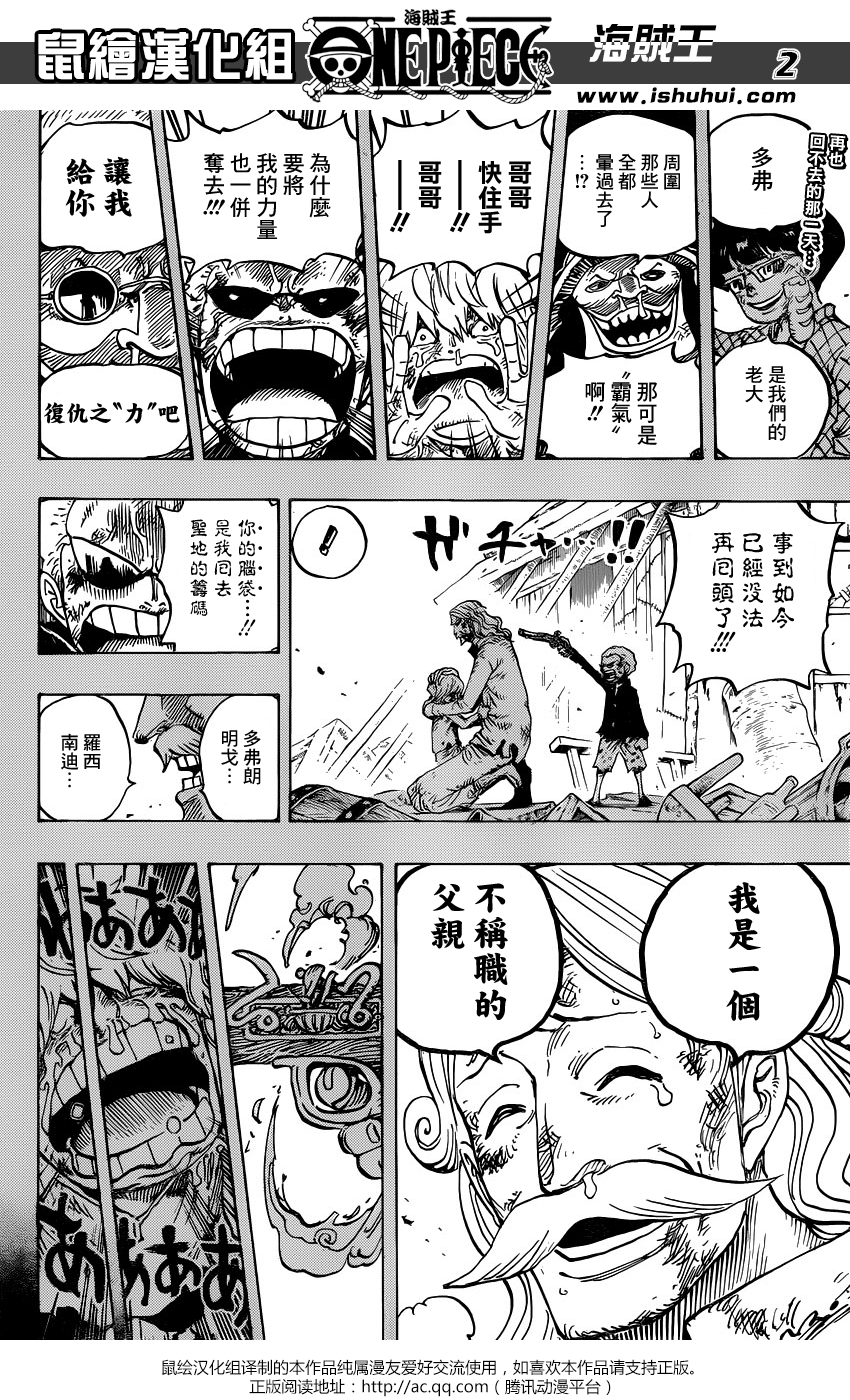 鼠繪漢化組
海賊王
ONE PIECE
海賊王
2
www.ishuhui.com
再也
回不去的那一天…
多弗
是我們的
老大
周圍
那些人
全都
暈過去了
…!?
那可是
〝霸氣〞
啊!!
哥哥
快住手
——!!
哥哥
——!!
為什麼
要將
我的力量
也一併
奪去!!!
讓我
給你
復仇之〝力〞吧
事到如今
已經沒法
再回頭了!!!
ガチャ…!!
!
你的腦袋…!!
是我回去
聖地的籌碼
多弗朗
明戈…
羅西
南迪…
我是一個
不稱職的
父親
わああああ
ああああ
鼠绘汉化组译制的本作品纯属漫友爱好交流使用，如喜欢本作品请支持正版。
正版阅读地址：http://ac.qq.com（腾讯动漫平台）